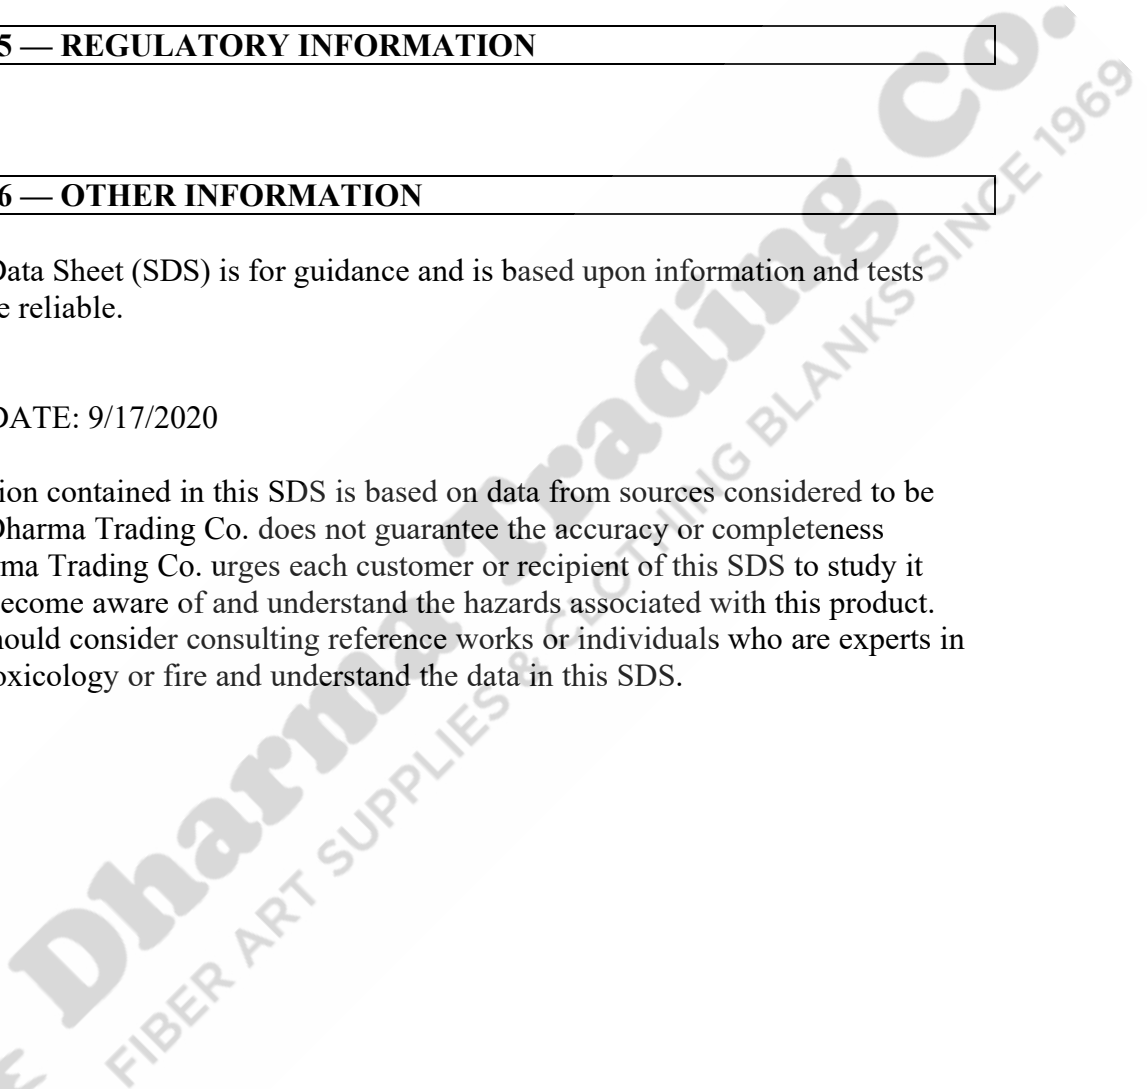 5 — REGULATORY INFORMATION
6 — OTHER INFORMATION
Data Sheet (SDS) is for guidance and is based upon information and tests
e reliable.
DATE: 9/17/2020
ion contained in this SDS is based on data from sources considered to be
Dharma Trading Co. does not guarantee the accuracy or completeness
ma Trading Co. urges each customer or recipient of this SDS to study it
ecome aware of and understand the hazards associated with this product.
hould consider consulting reference works or individuals who are experts in
oxicology or fire and understand the data in this SDS.
Dharma Trading Co.
FIBER ART SUPPLIES & CLOTHING BLANKS SINCE 1969